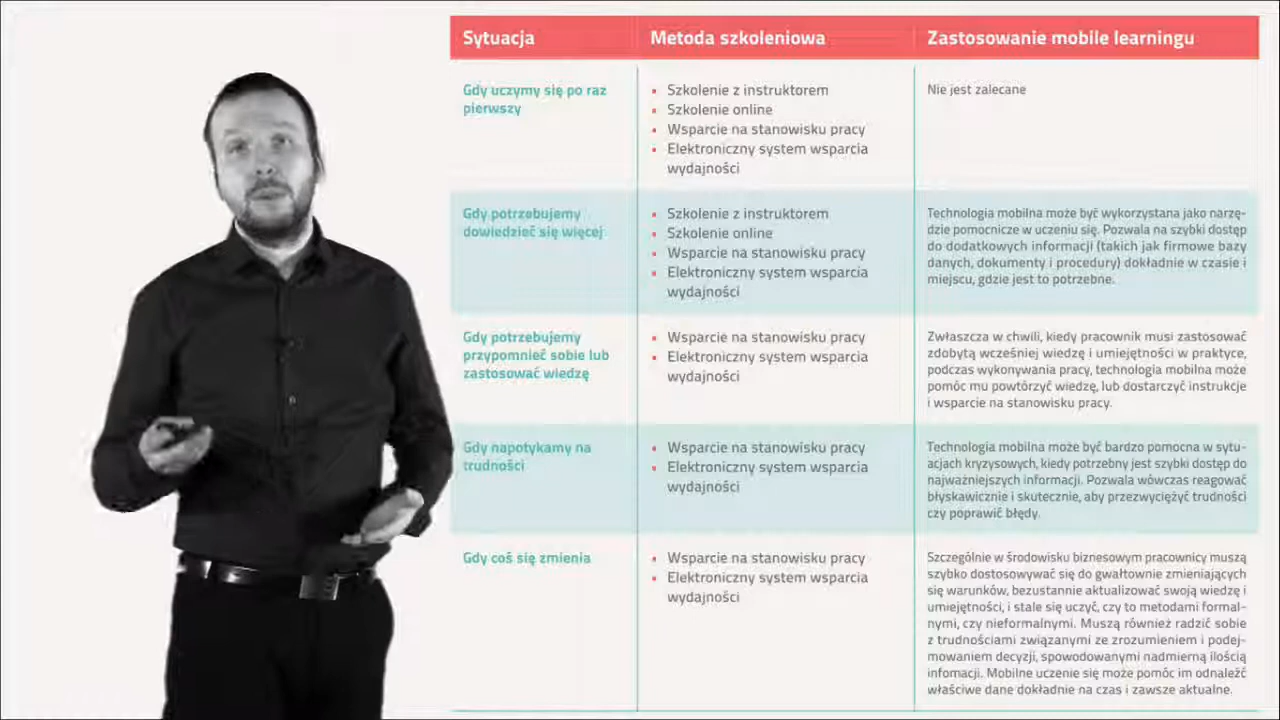 Sytuacja
Metoda szkoleniowa
Zastosowanie mobile learningu
Gdy uczymy się po raz
pierwszy
Szkolenie z instruktorem
Szkolenie online
Wsparcie na stanowisku pracy
Elektroniczny system wsparcia
wydajności
Nie jest zalecane
Gdy potrzebujemy
dowiedzieć się więcej
Szkolenie z instruktorem
Szkolenie online
Wsparcie na stanowisku pracy
Elektroniczny system wsparcia
wydajności
Technologia mobilna może być wykorzystana jako narzę-
dzie pomocnicze w uczeniu się. Pozwala na szybki dostęp
do dodatkowych informacji (takich jak firmowe bazy
danych, dokumenty i procedury) dokładnie w czasie i
miejscu, gdzie jest to potrzebne.
Gdy potrzebujemy
przypomnieć sobie lub
zastosować wiedzę
Wsparcie na stanowisku pracy
Elektroniczny system wsparcia
wydajności
Zwłaszcza w chwili, kiedy pracownik musi zastosować
zdobytą wcześniej wiedzę i umiejętności w praktyce,
podczas wykonywania pracy, technologia mobilna może
pomóc mu powtórzyć wiedzę, lub dostarczyć instrukcje
i wsparcie na stanowisku pracy.
Gdy napotykamy na
trudności
Wsparcie na stanowisku pracy
Elektroniczny system wsparcia
wydajności
Technologia mobilna może być bardzo pomocna w sytu-
acjach kryzysowych, kiedy potrzebny jest szybki dostęp do
najważniejszych informacji. Pozwala wówczas reagować
błyskawicznie i skutecznie, aby przezwyciężyć trudności
czy poprawić błędy.
Gdy coś się zmienia
Wsparcie na stanowisku pracy
Elektroniczny system wsparcia
wydajności
Szczególnie w środowisku biznesowym pracownicy muszą
szybko dostosowywać się do gwałtownie zmieniających
się warunków, bezustannie aktualizować swoją wiedzę i
umiejętności, i stale się uczyć, czy to metodami formal-
nymi, czy nieformalnymi. Muszą również radzić sobie
z trudnościami związanymi ze zrozumieniem i podej-
mowaniem decyzji, spowodowanymi nadmierną ilością
infomacji. Mobilne uczenie się może pomóc im odnaleźć
właściwe dane dokładnie na czas i zawsze aktualne.